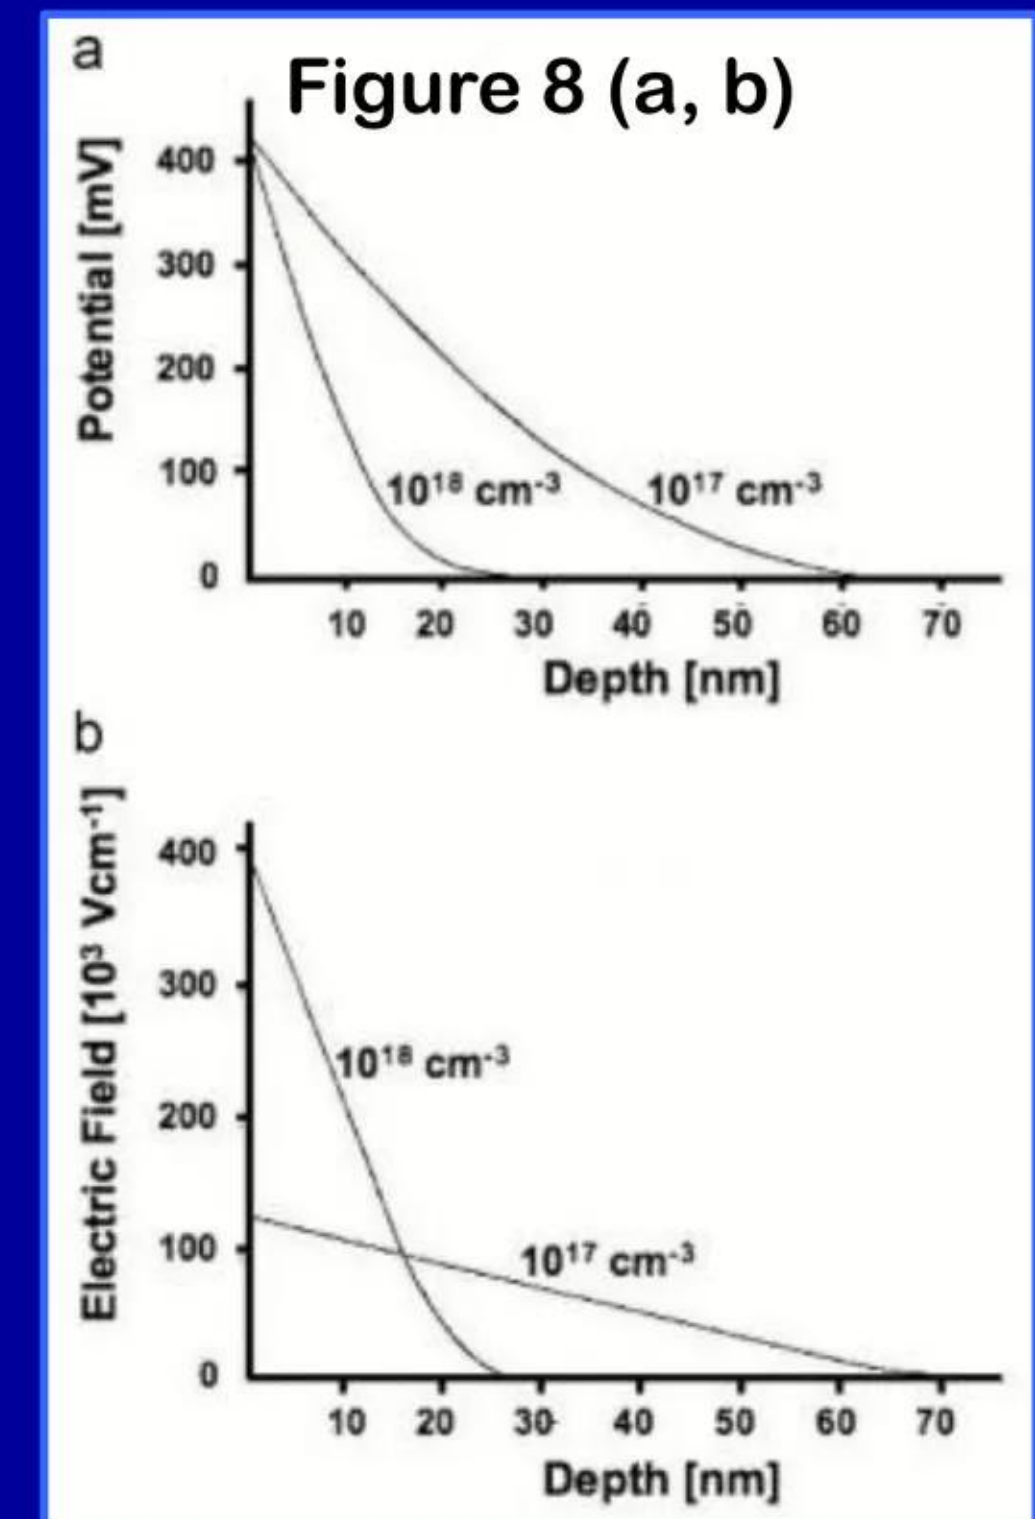 a
Figure 8 (a, b)
Potential [mV]
400
300
200
100
0
10¹⁸ cm⁻³
10¹⁷ cm⁻³
10 20 30 40 50 60 70
Depth [nm]
b
Electric Field [10³ Vcm⁻¹]
400
300
200
100
0
10¹⁸ cm⁻³
10¹⁷ cm⁻³
10 20 30 40 50 60 70
Depth [nm]